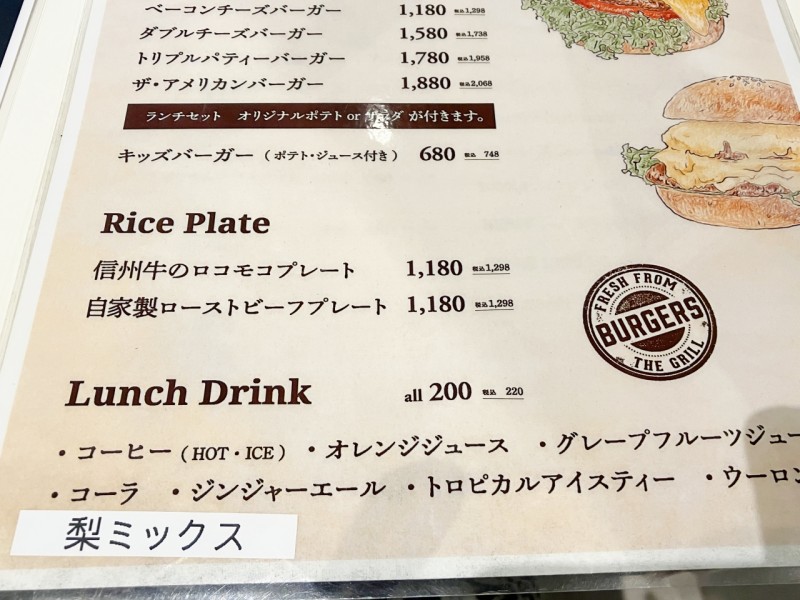 ベーコンチーズバーガー 1,180 税込1,298
ダブルチーズバーガー 1,580 税込1,738
トリプルパティーバーガー 1,780 税込1,958
ザ・アメリカンバーガー 1,880 税込2,068
ランチセット オリジナルポテト or サラダ が付きます。
キッズバーガー（ポテト・ジュース付き） 680 税込 748
Rice Plate
信州牛のロコモコプレート 1,180 税込1,298
自家製ローストビーフプレート 1,180 税込1,298
FRESH FROM
BURGERS
THE GRILL
Lunch Drink all 200 税込 220
・コーヒー（HOT・ICE） ・オレンジジュース ・グレープフルーツジュー
・コーラ ・ジンジャーエール ・トロピカルアイスティー ・ウーロン
梨ミックス